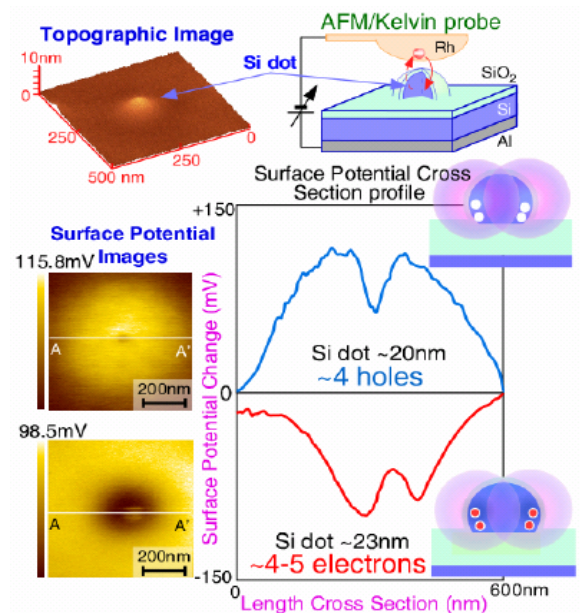 Topographic Image
10nm
0
250
500 nm
250
0
Si dot
AFM/Kelvin probe
Rh
SiO2
Si
Al
Surface Potential Cross
Section profile
Surface Potential
Images
115.8mV
A
A'
200nm
98.5mV
A
A'
200nm
Surface Potential Change (mV)
+150
0
-150
Si dot ~20nm
~4 holes
Si dot ~23nm
~4-5 electrons
0
600nm
Length Cross Section (nm)